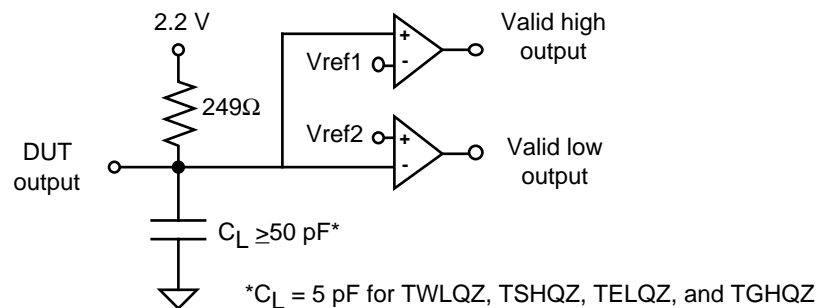 2.2 V
Valid high
output
+
-
Vref1
249Ω
Vref2
+
-
DUT
output
Valid low
output
C_L ≥50 pF*
*C_L = 5 pF for TWLQZ, TSHQZ, TELQZ, and TGHQZ